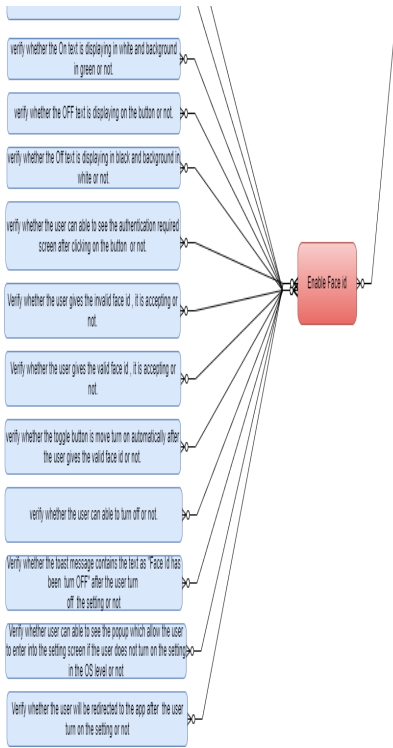 verify whether the On text is displaying in white and background
in green or not.
verify whether the OFF text is displaying on the button or not.
verify whether the Off text is displaying in black and background in
white or not.
verify whether the user can able to see the authentication required
screen after clicking on the button or not.
Verify whether the user gives the invalid face id , it is accepting or
not.
Verify whether the user gives the valid face id , it is accepting or
not.
verify whether the toggle button is move turn on automatically after
the user gives the valid face id or not.
verify whether the user can able to turn off or not.
Verify whether the toast message contains the text as "Face Id has
been turn OFF" after the user turn
off the setting or not
Verify whether user can able to see the popup which allow the user
to enter into the setting screen if the user does not turn on the setting
in the OS level or not
Verify whether the user will be redirected to the app after the user
turn on the setting or not
Enable Face id